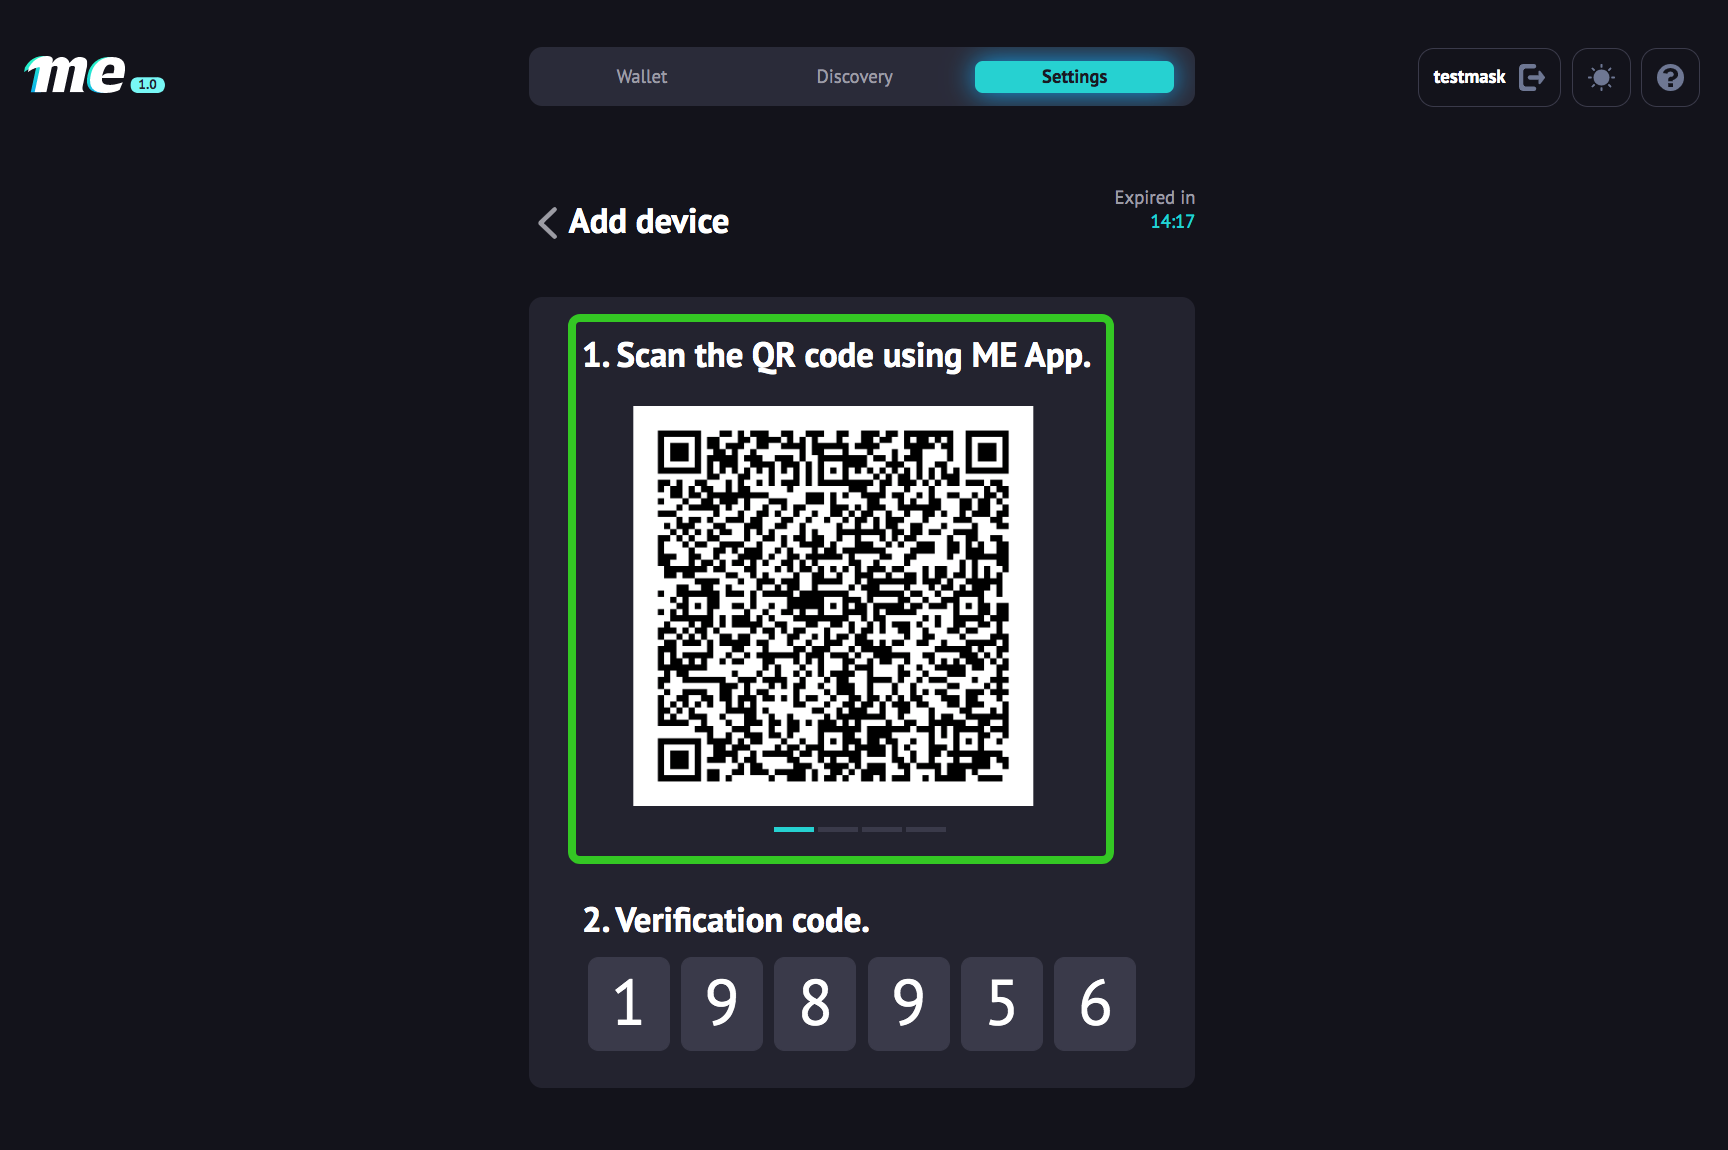 me 1.0
Wallet Discovery Settings
testmask
Add device
Expired in
14:17
1. Scan the QR code using ME App.
2. Verification code.
1 9 8 9 5 6